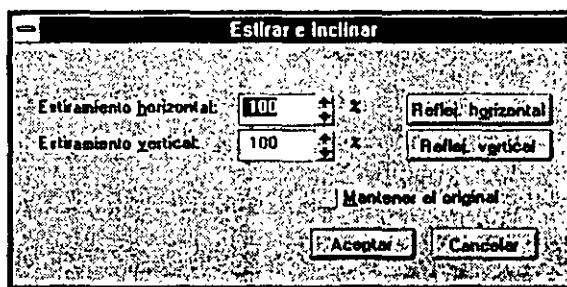 Estirar e inclinar
Estiramiento horizontal: 100 % Reflej. horizontal
Estiramiento vertical: 100 % Reflej. vertical
Mantener el original
Aceptar Cancelar